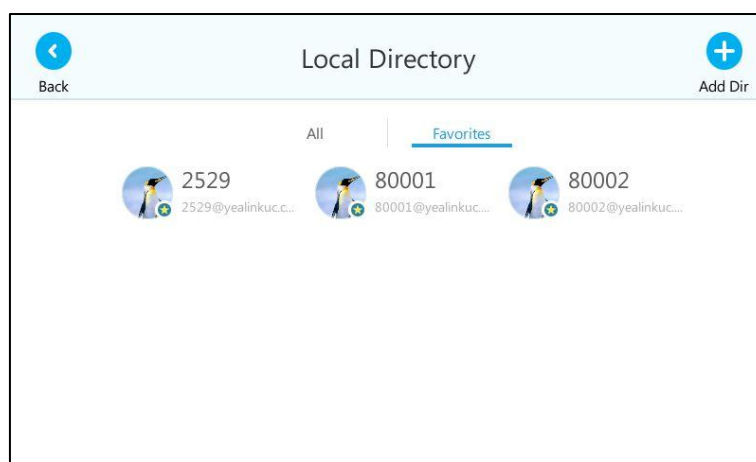 Local Directory
Back
Add Dir
All
Favorites
2529
2529@yealinkuc.c...
80001
80001@yealinkuc....
80002
80002@yealinkuc....